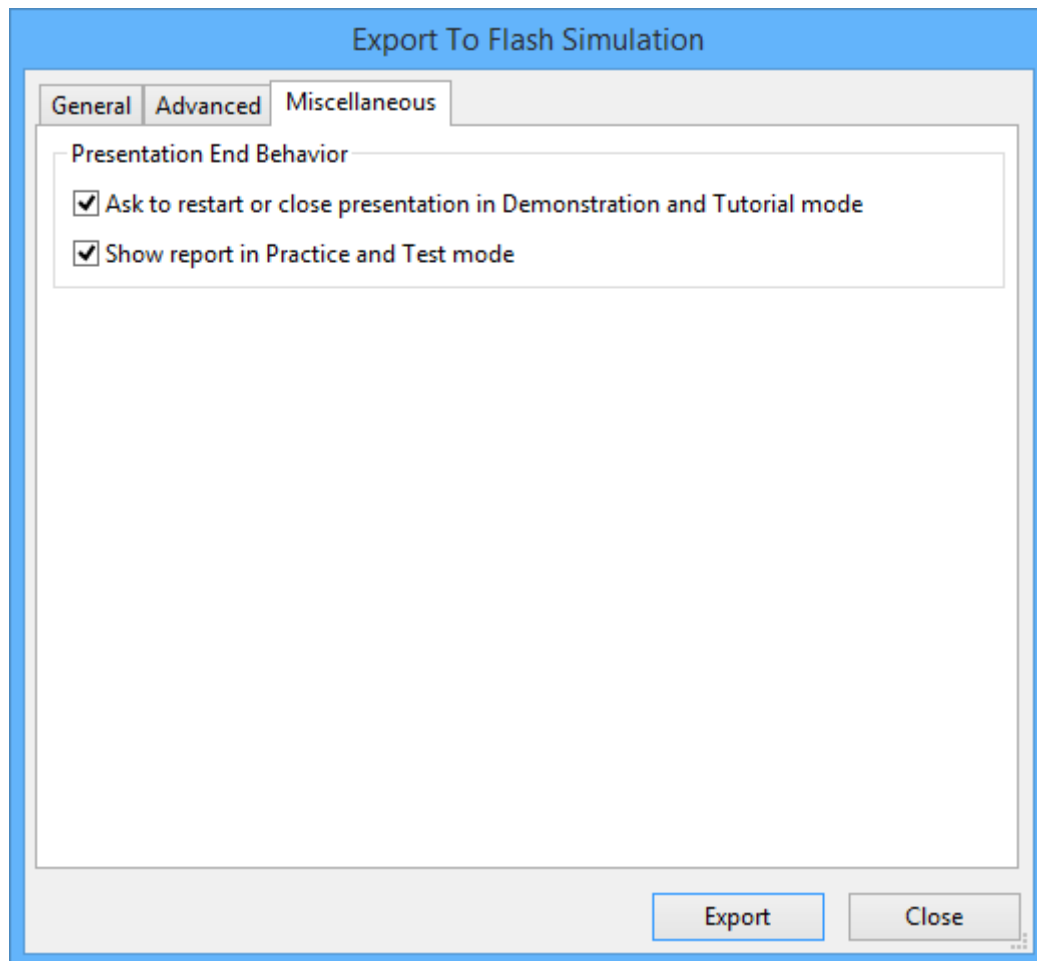 Export To Flash Simulation
General Advanced Miscellaneous
Presentation End Behavior
Ask to restart or close presentation in Demonstration and Tutorial mode
Show report in Practice and Test mode
Export Close